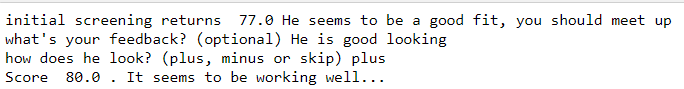 initial screening returns  77.0 He seems to be a good fit, you should meet up
what's your feedback? (optional) He is good looking
how does he look? (plus, minus or skip) plus
Score  80.0 . It seems to be working well...